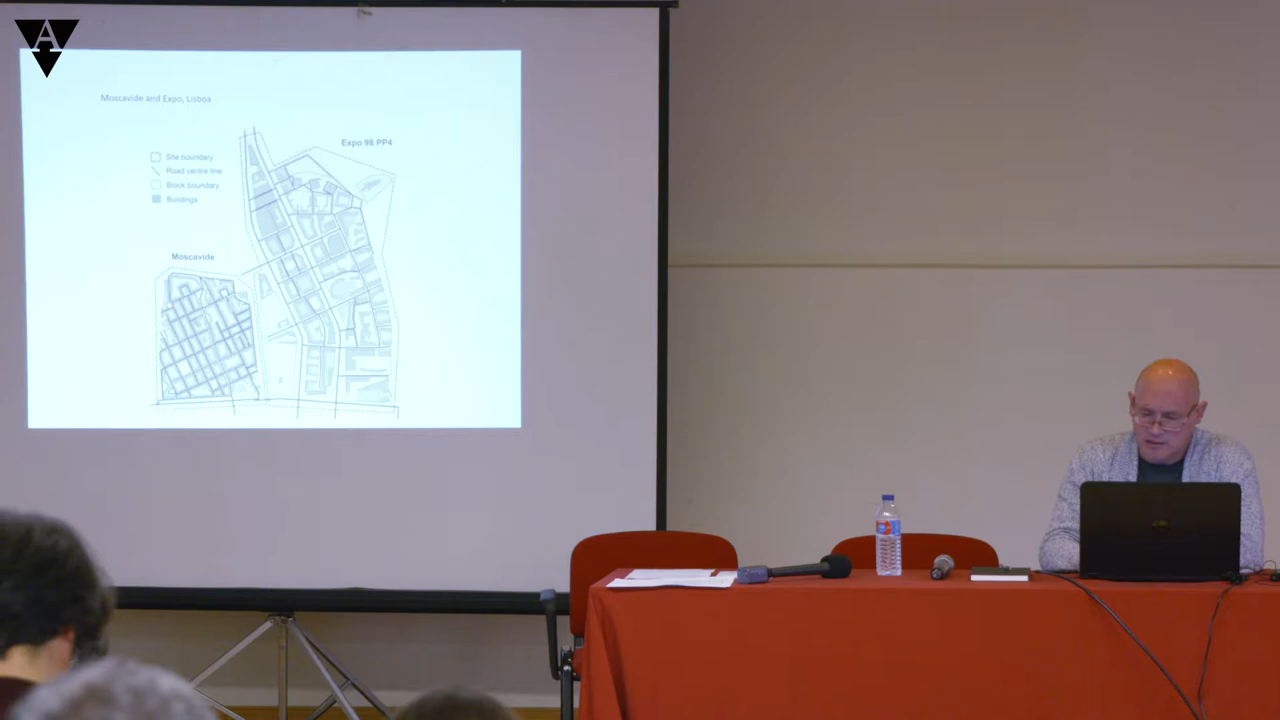 A
Moscavide and Expo, Lisboa
Expo 98 PP4
Site boundary
Road centre line
Block boundary
Buildings
Moscavide